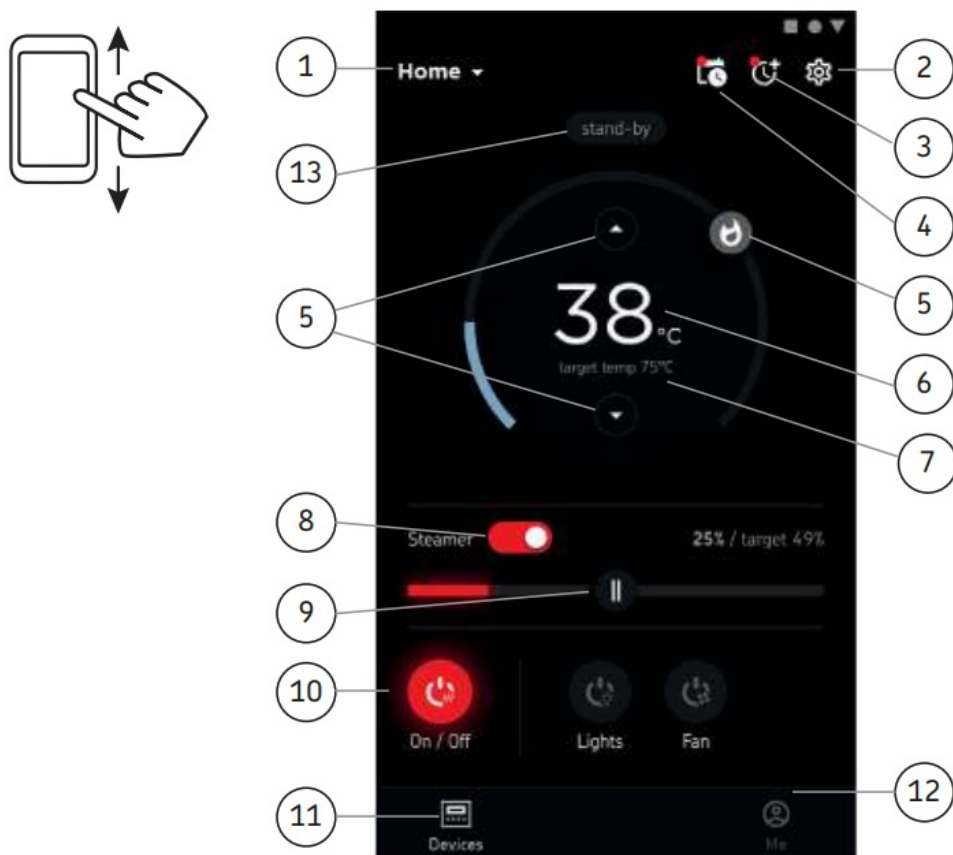 1
Home
2
stand-by
3
13
4
5
5
38 °C
target temp 75°C
6
7
8
Steamer
25% / target 49%
9
10
On / Off
Lights
Fan
11
Devices
12
Me